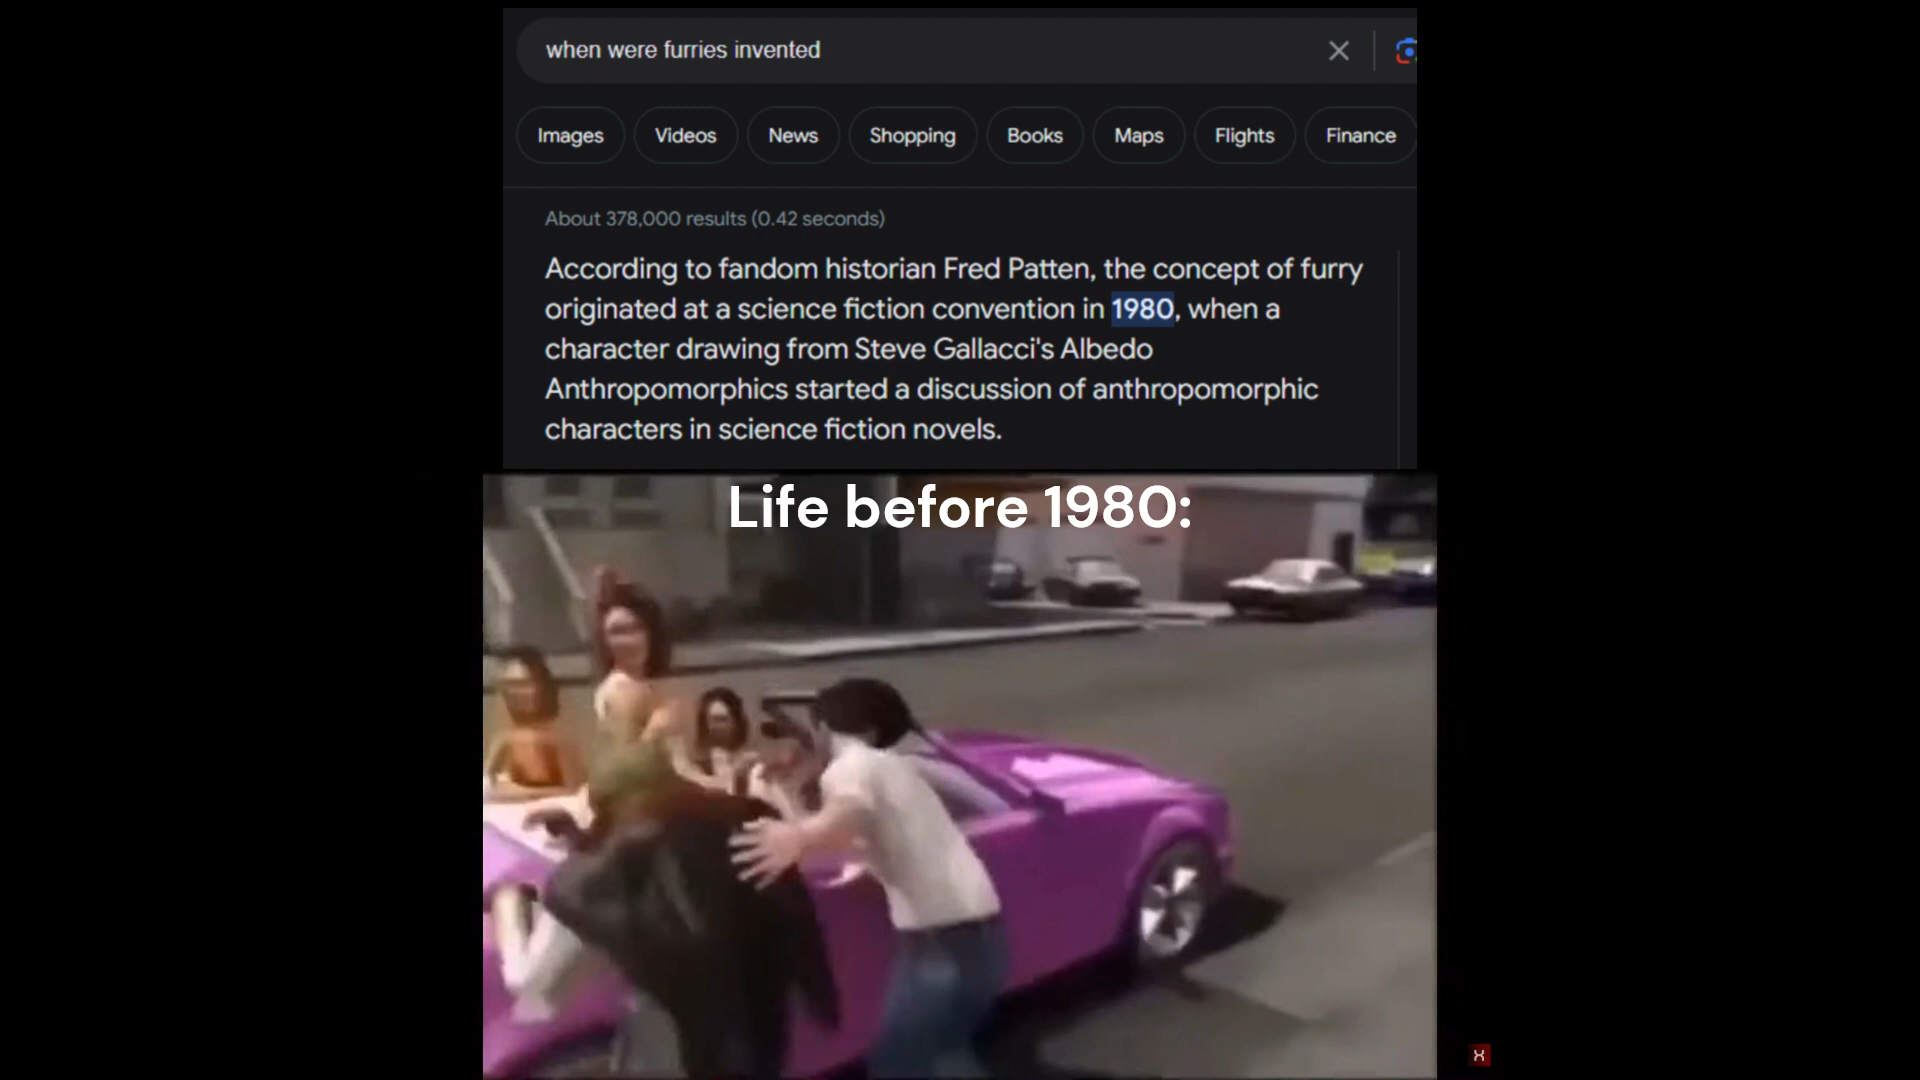 when were furries invented
Images
Videos
News
Shopping
Books
Maps
Flights
Finance
About 378,000 results (0.42 seconds)
According to fandom historian Fred Patten, the concept of furry
originated at a science fiction convention in 1980, when a
character drawing from Steve Gallacci's Albedo
Anthropomorphics started a discussion of anthropomorphic
characters in science fiction novels.
Life before 1980: